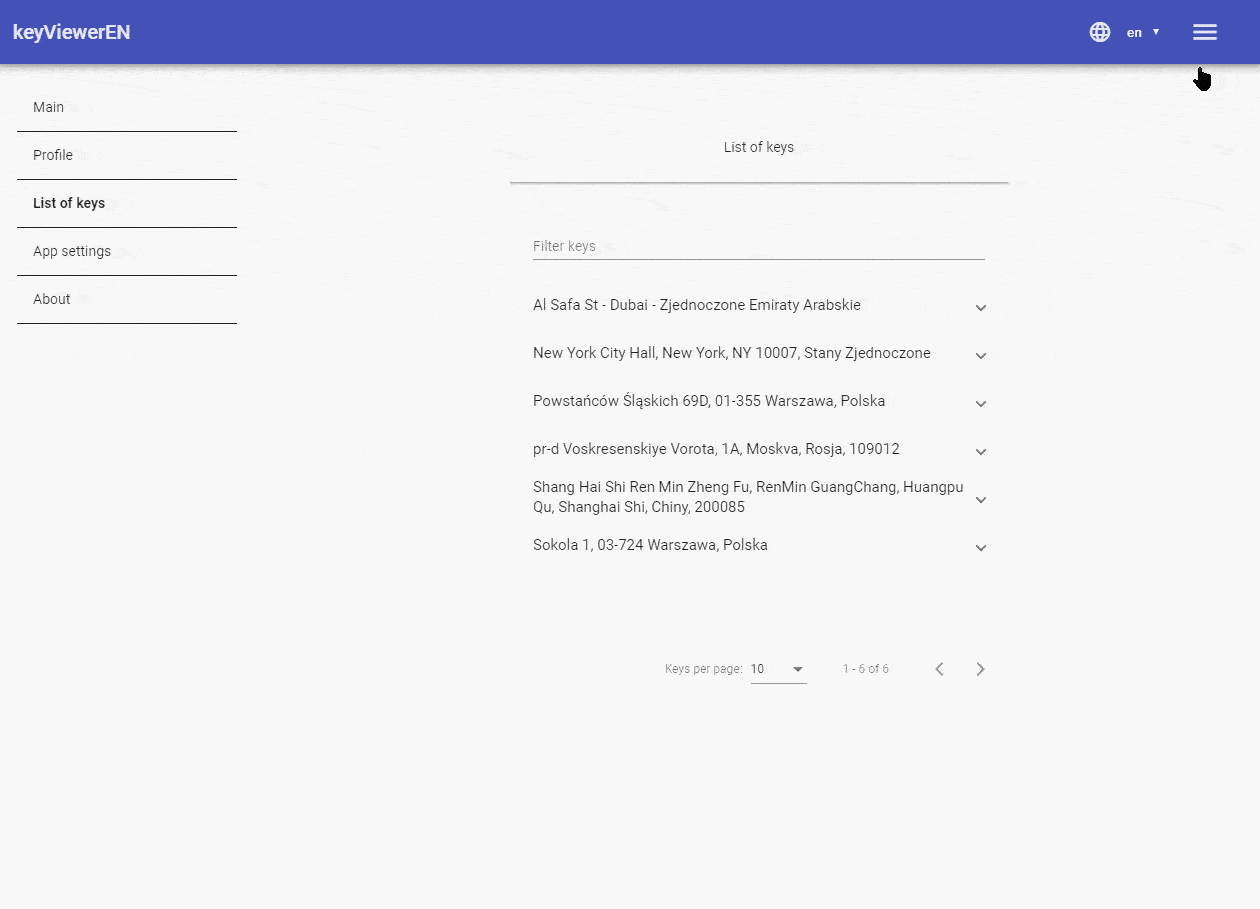 keyViewerEN
en
Main
Profile
List of keys
App settings
About
List of keys
Filter keys
Al Safa St - Dubai - Zjednoczone Emiraty Arabskie
New York City Hall, New York, NY 10007, Stany Zjednoczone
Powstańców Śląskich 69D, 01-355 Warszawa, Polska
pr-d Voskresenskiye Vorota, 1A, Moskva, Rosja, 109012
Shang Hai Shi Ren Min Zheng Fu, RenMin GuangChang, Huangpu
Qu, Shanghai Shi, Chiny, 200085
Sokola 1, 03-724 Warszawa, Polska
Keys per page: 10 1 - 6 of 6